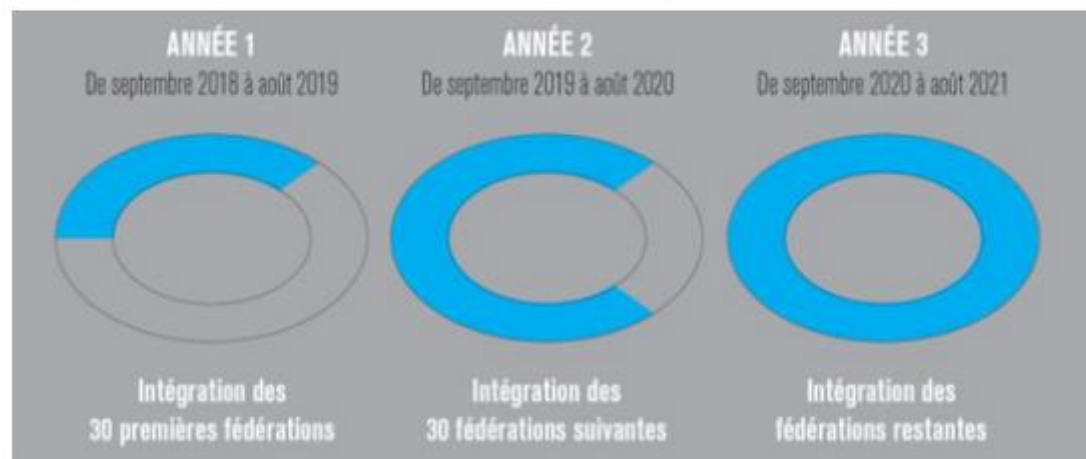 ANNÉE 1
De septembre 2018 à août 2019
Intégration des
30 premières fédérations
ANNÉE 2
De septembre 2019 à août 2020
Intégration des
30 fédérations suivantes
ANNÉE 3
De septembre 2020 à août 2021
Intégration des
fédérations restantes